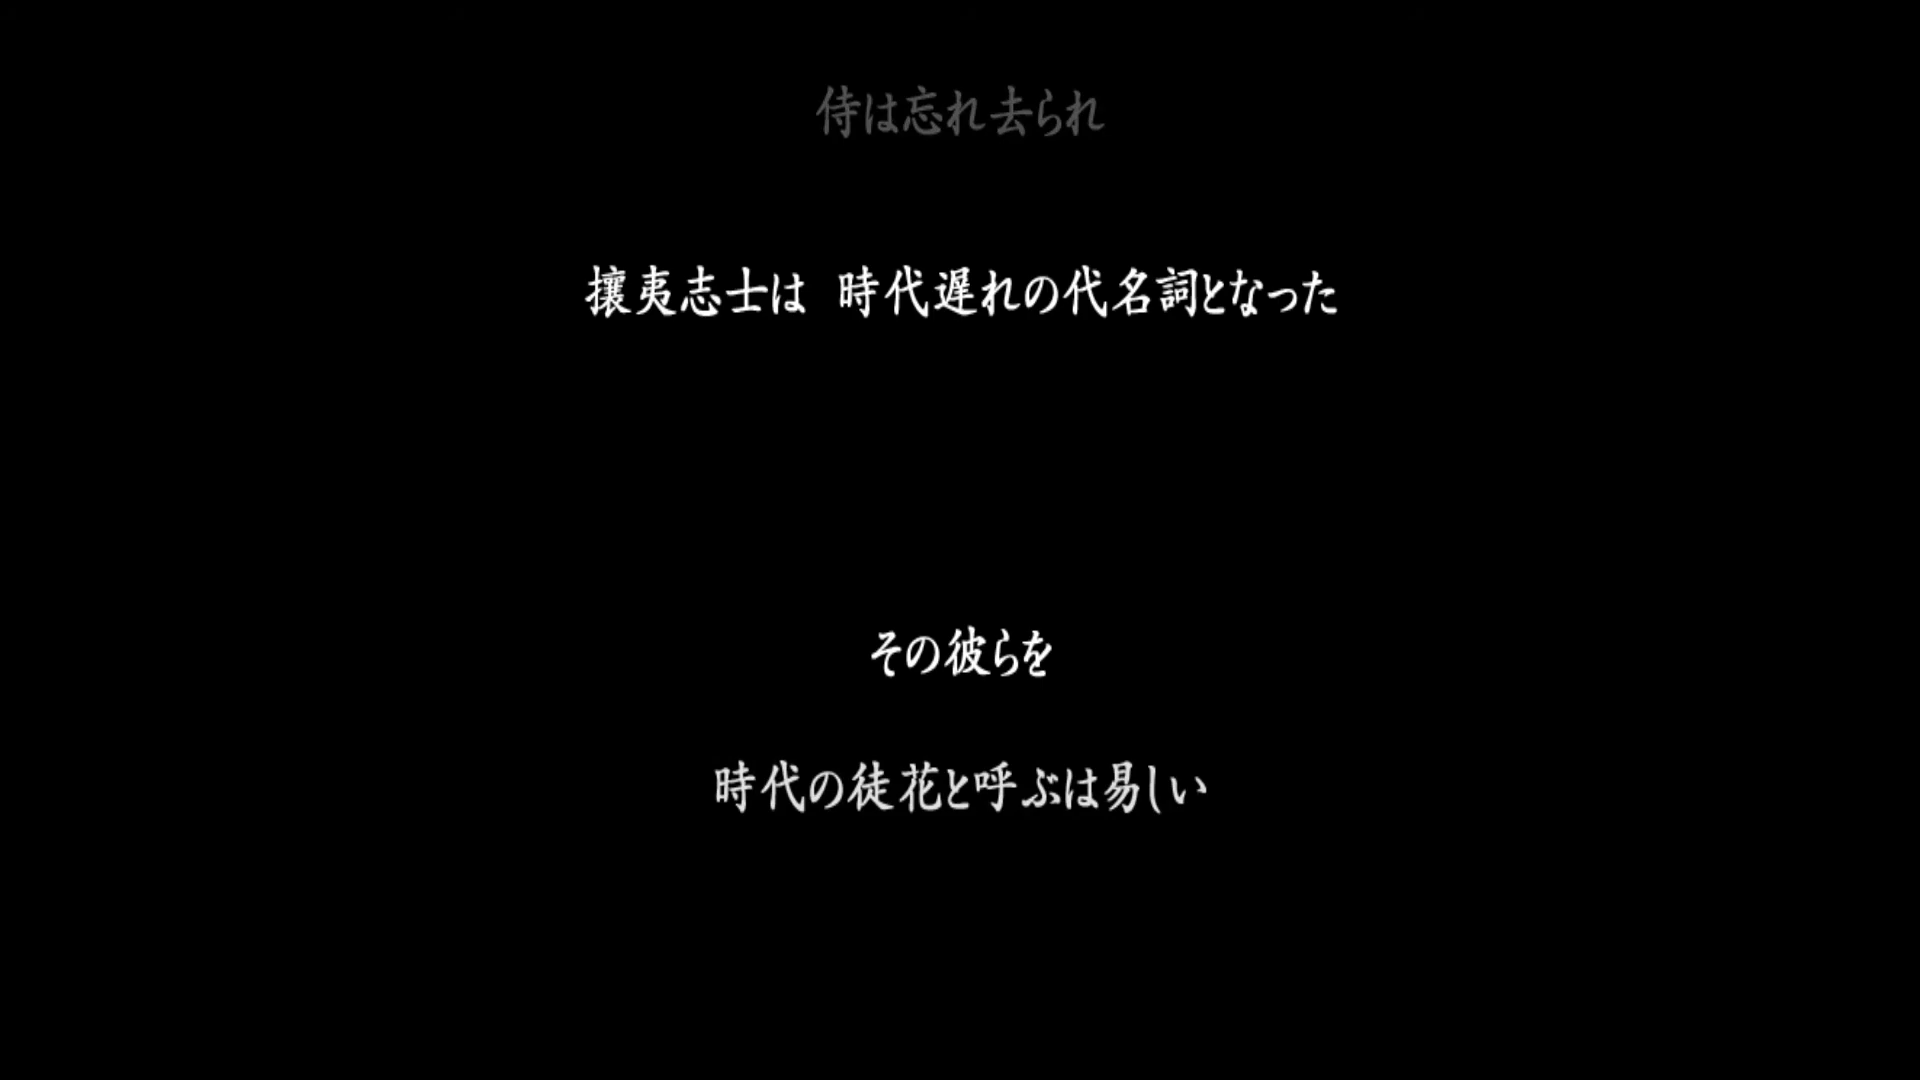 侍は忘れ去られ
攘夷志士は　時代遅れの代名詞となった
その彼らを
時代の徒花と呼ぶは易しい